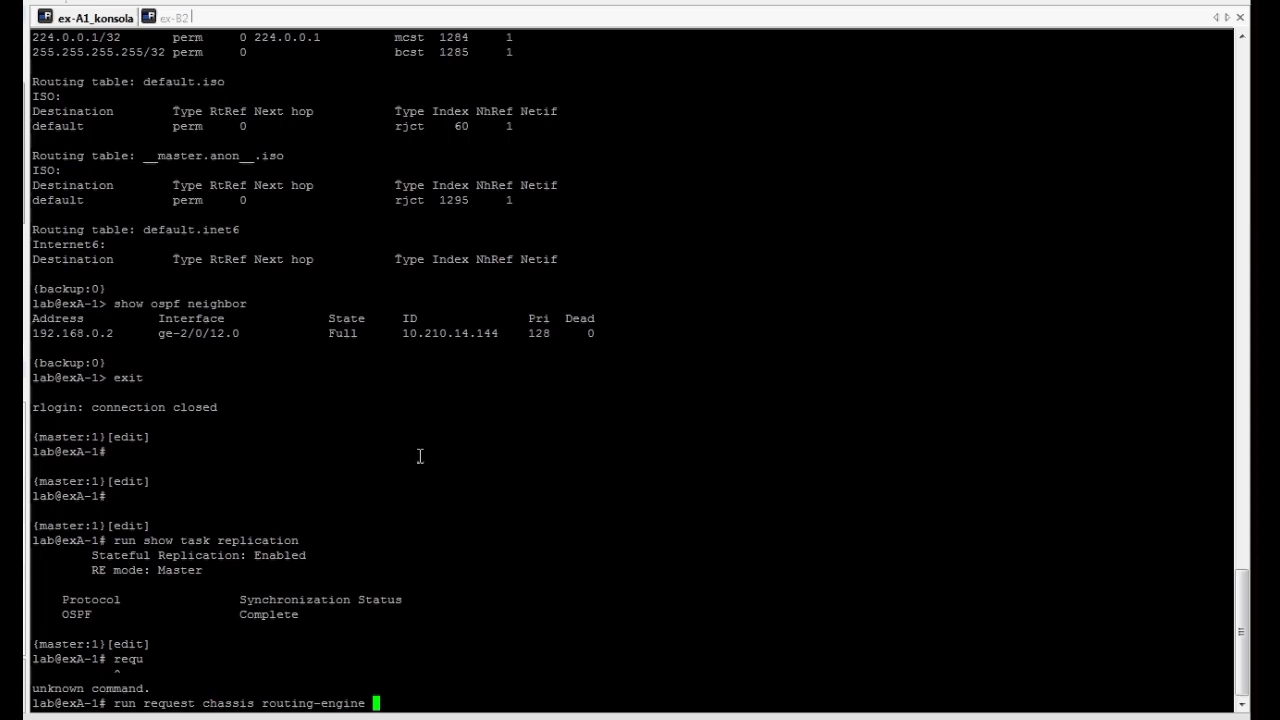 ex-A1_konsola ex-B2
224.0.0.1/32 perm 0 224.0.0.1 mcst 1284 1
255.255.255.255/32 perm 0 bcst 1285 1
Routing table: default.iso
ISO:
Destination Type RtRef Next hop Type Index NhRef Netif
default perm 0 rjct 60 1
Routing table: __master.anon__.iso
ISO:
Destination Type RtRef Next hop Type Index NhRef Netif
default perm 0 rjct 1295 1
Routing table: default.inet6
Internet6:
Destination Type RtRef Next hop Type Index NhRef Netif
{backup:0}
lab@exA-1> show ospf neighbor
Address Interface State ID Pri Dead
192.168.0.2 ge-2/0/12.0 Full 10.210.14.144 128 0
{backup:0}
lab@exA-1> exit
rlogin: connection closed
{master:1}[edit]
lab@exA-1#
{master:1}[edit]
lab@exA-1#
{master:1}[edit]
lab@exA-1# run show task replication
Stateful Replication: Enabled
RE mode: Master
Protocol Synchronization Status
OSPF Complete
{master:1}[edit]
lab@exA-1# requ
^
unknown command.
lab@exA-1# run request chassis routing-engine